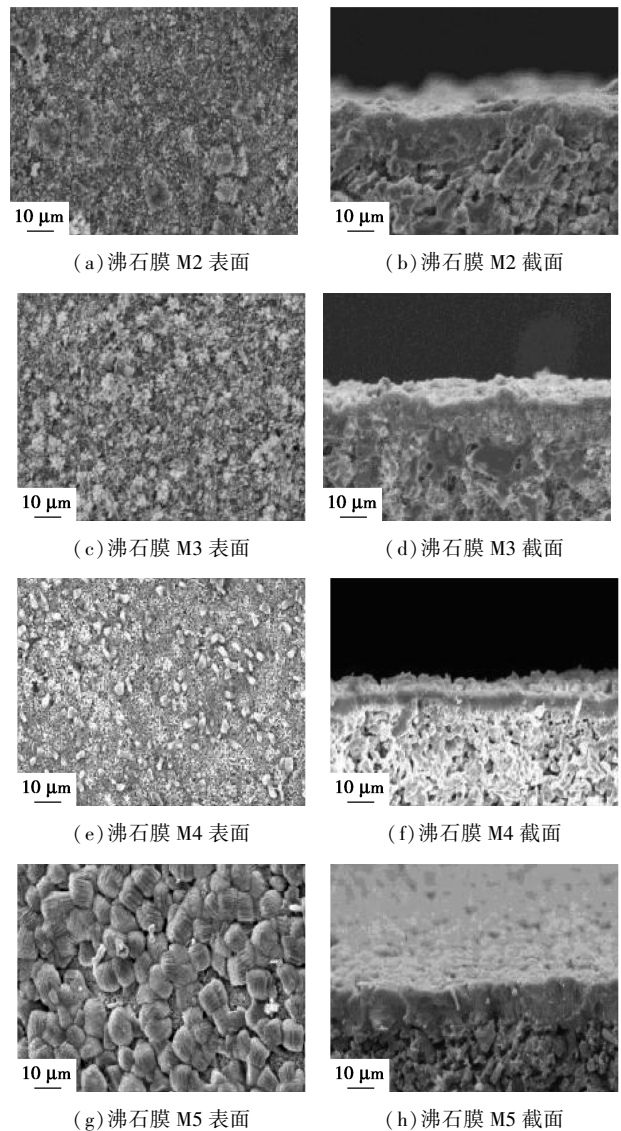 10 μm 10 μm
(a)沸石膜 M2 表面 (b)沸石膜 M2 截面
10 μm 10 μm
(c)沸石膜 M3 表面 (d)沸石膜 M3 截面
10 μm 10 μm
(e)沸石膜 M4 表面 (f)沸石膜 M4 截面
10 μm 10 μm
(g)沸石膜 M5 表面 (h)沸石膜 M5 截面